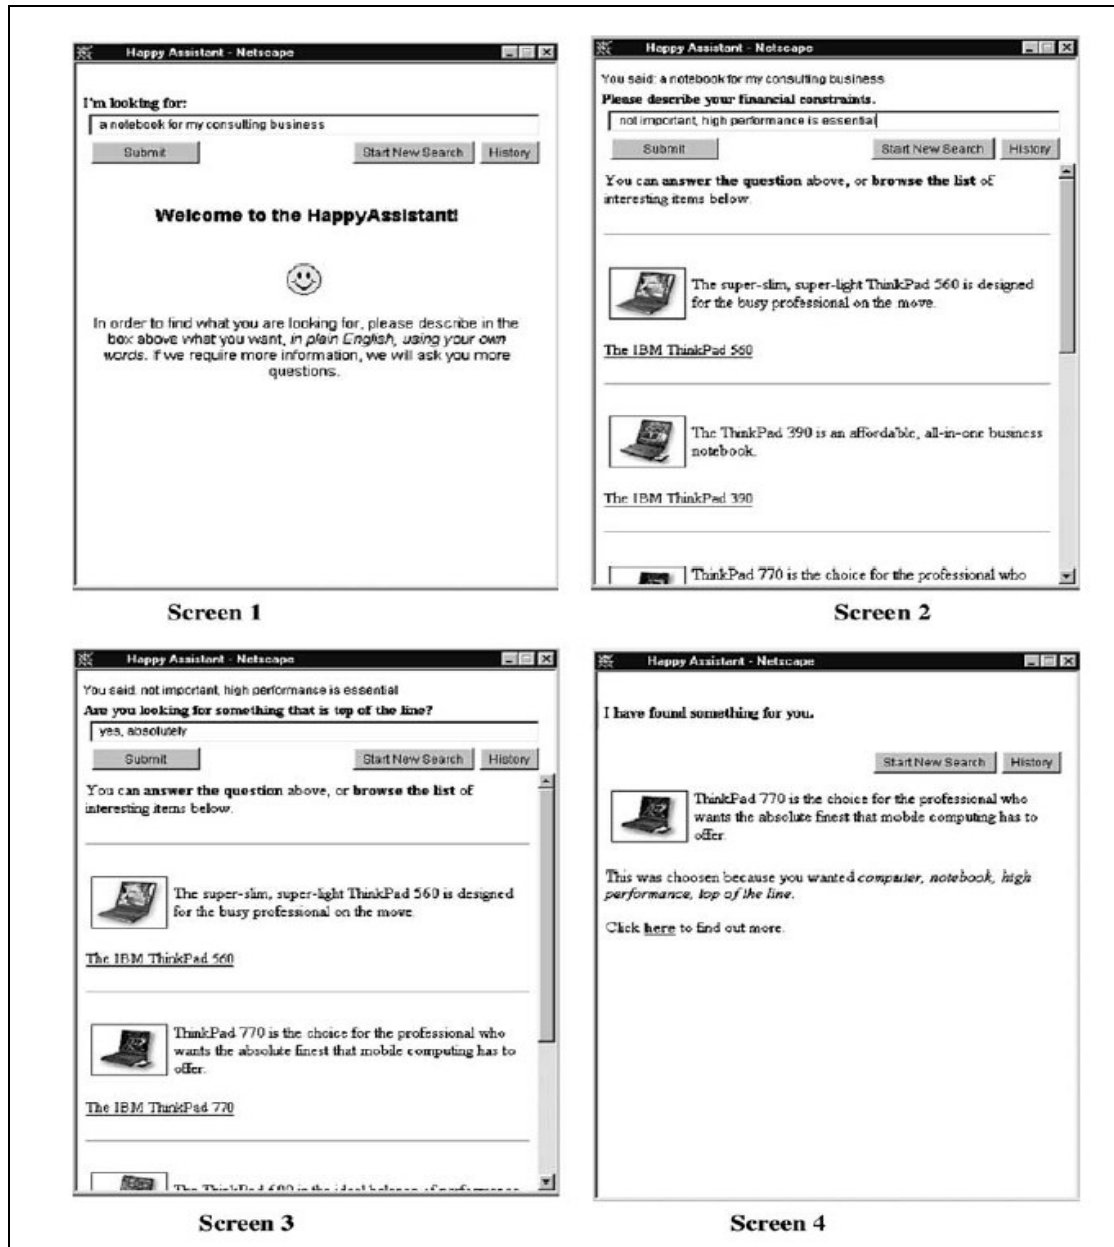 Happy Assistant - Netscape
I'm looking for:
a notebook for my consulting business
Submit Start New Search History
Welcome to the HappyAssistant!
In order to find what you are looking for, please describe in the
box above what you want, in plain English, using your own
words. If we require more information, we will ask you more
questions.
Screen 1
Happy Assistant - Netscape
You said: a notebook for my consulting business
Please describe your financial constraints.
not important, high performance is essential
Submit Start New Search History
You can answer the question above, or browse the list of
interesting items below.
The super-slim, super-light ThinkPad 560 is designed
for the busy professional on the move.
The IBM ThinkPad 560
The ThinkPad 390 is an affordable, all-in-one business
notebook.
The IBM ThinkPad 390
ThinkPad 770 is the choice for the professional who
Screen 2
Happy Assistant - Netscape
You said: not important, high performance is essential
Are you looking for something that is top of the line?
yes, absolutely
Submit Start New Search History
You can answer the question above, or browse the list of
interesting items below.
The super-slim, super-light ThinkPad 560 is designed
for the busy professional on the move.
The IBM ThinkPad 560
ThinkPad 770 is the choice for the professional who
wants the absolute finest that mobile computing has to
offer.
The IBM ThinkPad 770
The ThinkPad 600 is the ideal balance of performance
Screen 3
Happy Assistant - Netscape
I have found something for you.
Start New Search History
ThinkPad 770 is the choice for the professional who
wants the absolute finest that mobile computing has to
offer.
This was choosen because you wanted computer, notebook, high
performance, top of the line.
Click here to find out more.
Screen 4